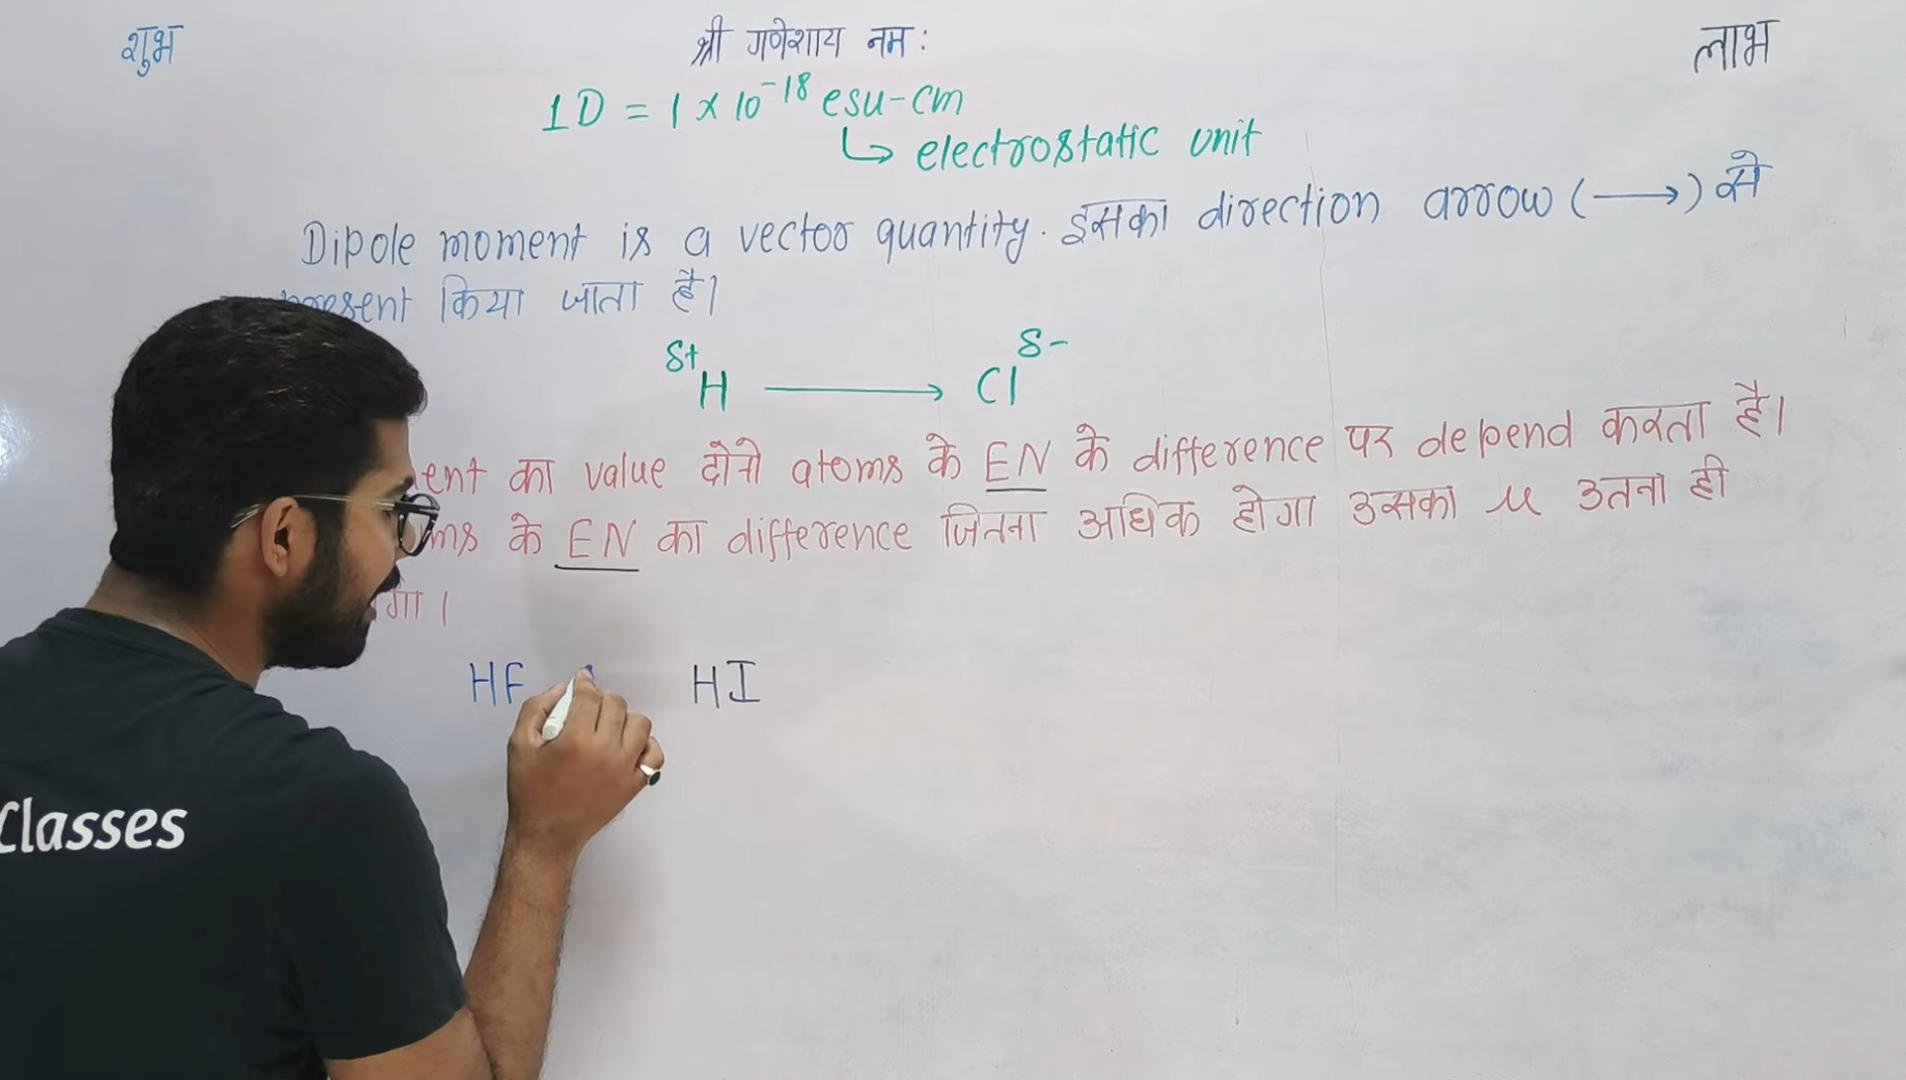 शुभ श्री गणेशाय नमः लाभ
1D = 1 × 10⁻¹⁸ esu-cm
↳ electrostatic unit
Dipole moment is a vector quantity. इसका direction arrow (⟶) से
present किया जाता है।
δ+ δ-
H ⟶ Cl
ent का value दोनो atoms के EN के difference पर depend करता है।
oms के EN का difference जितना अधिक होगा उसका μ उतना ही
गा।
HF HI
Classes